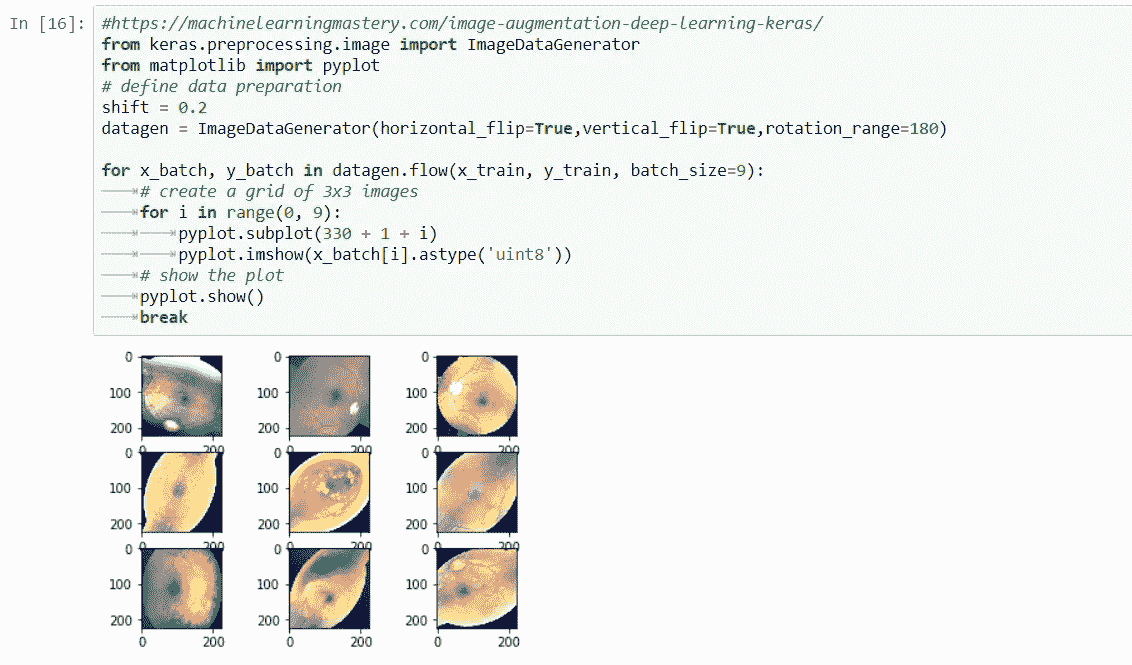 In [16]: #https://machinelearningmastery.com/image-augmentation-deep-learning-keras/
from keras.preprocessing.image import ImageDataGenerator
from matplotlib import pyplot
# define data preparation
shift = 0.2
datagen = ImageDataGenerator(horizontal_flip=True,vertical_flip=True,rotation_range=180)
for x_batch, y_batch in datagen.flow(x_train, y_train, batch_size=9):
# create a grid of 3x3 images
for i in range(0, 9):
pyplot.subplot(330 + 1 + i)
pyplot.imshow(x_batch[i].astype('uint8'))
# show the plot
pyplot.show()
break
0 0 0
100 100 100
200 200 200
0 200 0 200 0 200
0 0 0
100 100 100
200 200 200
0 200 0 200 0 200
0 0 0
100 100 100
200 200 200
0 200 0 200 0 200